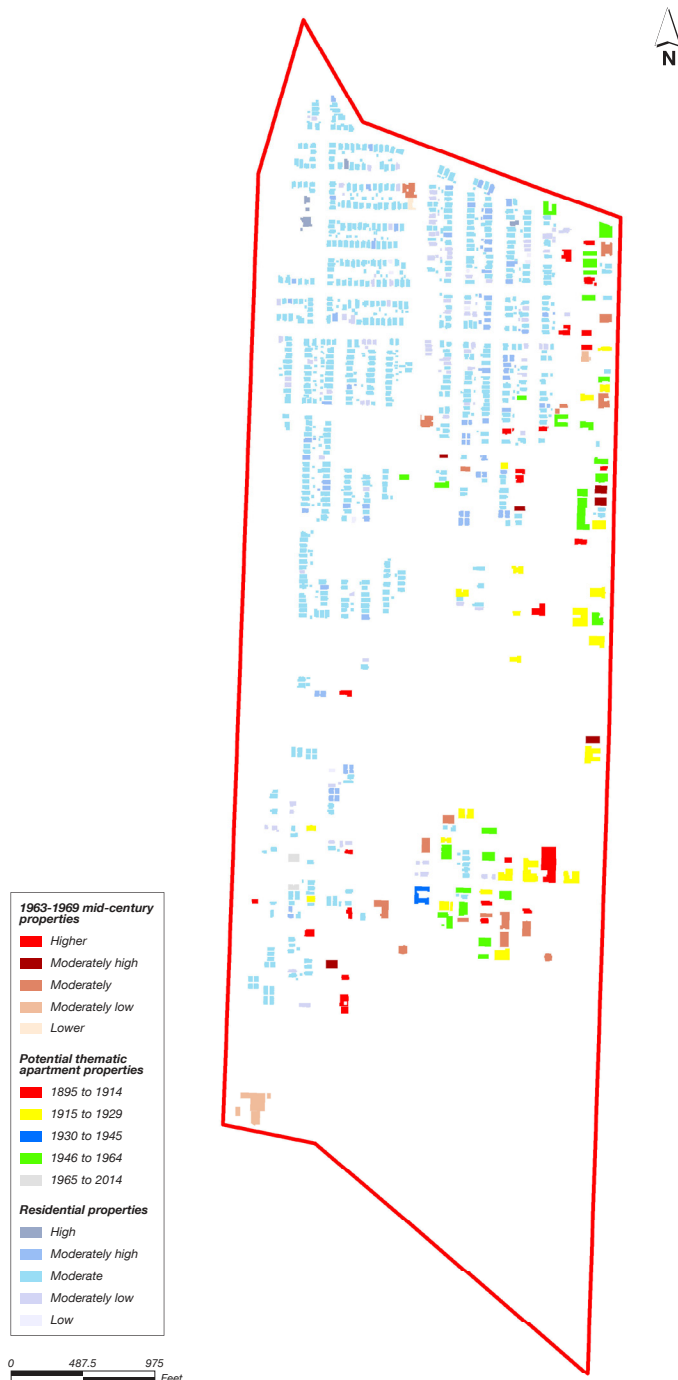 N
1963-1969 mid-century
properties
Higher
Moderately high
Moderately
Moderately low
Lower
Potential thematic
apartment properties
1895 to 1914
1915 to 1929
1930 to 1945
1946 to 1964
1965 to 2014
Residential properties
High
Moderately high
Moderate
Moderately low
Low
0 487.5 975
Feet